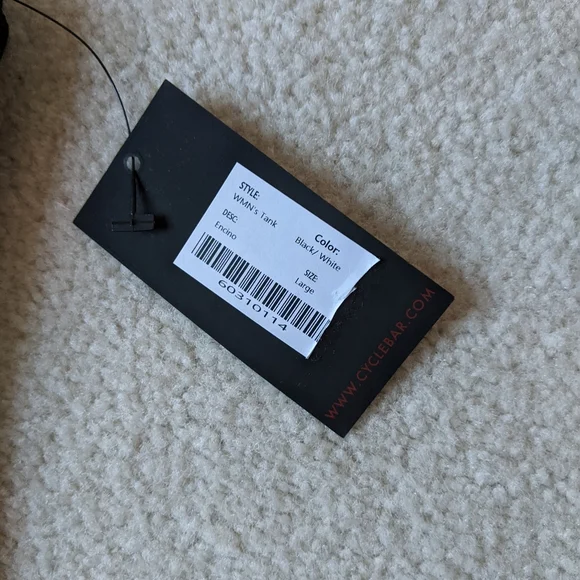 STYLE:
WMN's Tank
Color:
Black/ White
DESC:
Encino
SIZE:
Large
60310114
WWW.CYCLEBAR.COM